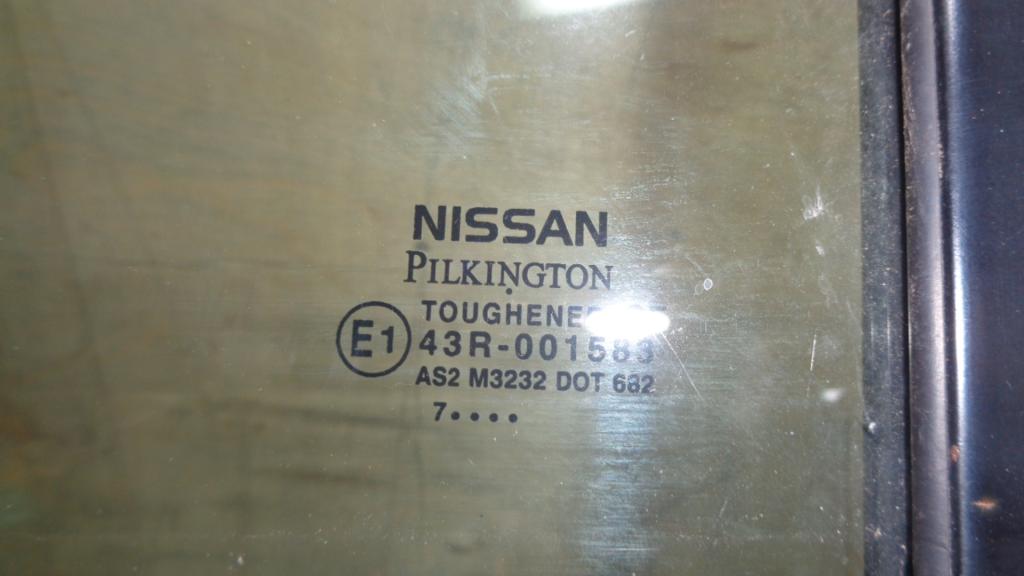 NISSAN
PILKINGTON
E1
43R-001583
AS2 M3232 DOT 682
7••••